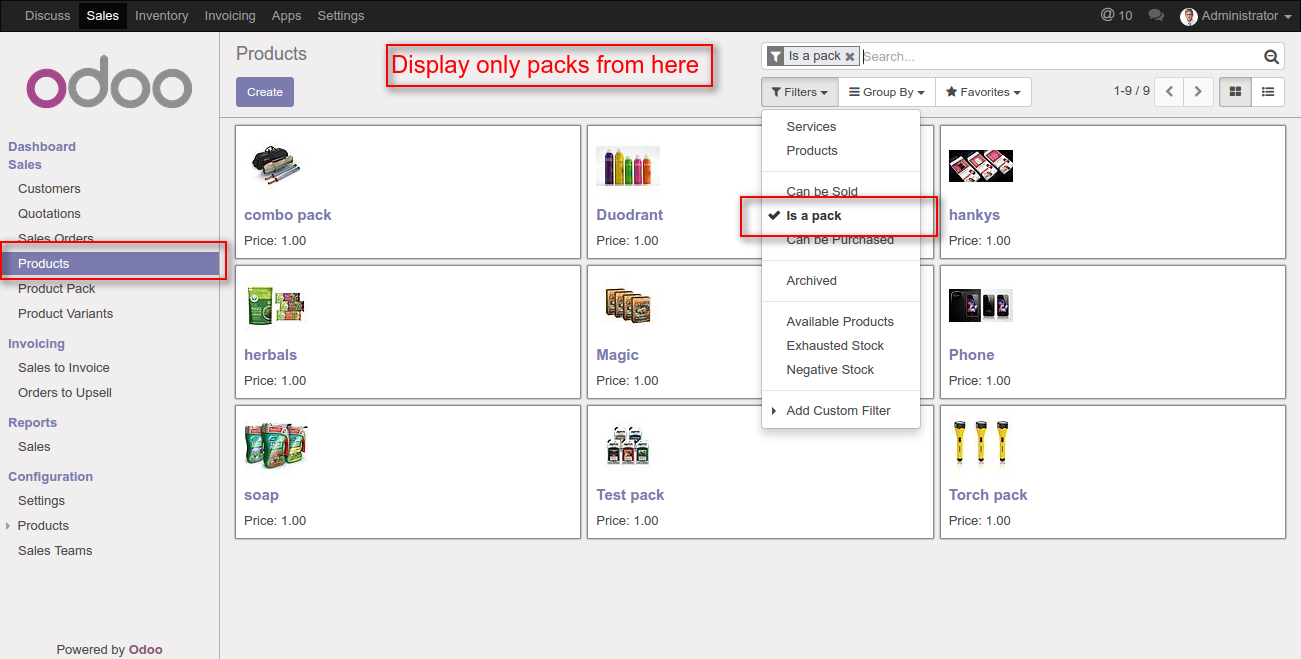 Discuss Sales Inventory Invoicing Apps Settings @ 10 Administrator
odoo
Dashboard
Sales
Customers
Quotations
Sales Orders
Products
Product Pack
Product Variants
Invoicing
Sales to Invoice
Orders to Upsell
Reports
Sales
Configuration
Settings
Products
Sales Teams
Powered by Odoo
Products
Display only packs from here
Is a pack Search...
Create
Filters Group By Favorites 1-9 / 9
Services
Products
Can be Sold
Is a pack
Can be Purchased
Archived
Available Products
Exhausted Stock
Negative Stock
Add Custom Filter
combo pack
Price: 1.00
Duodrant
Price: 1.00
hankys
Price: 1.00
herbals
Price: 1.00
Magic
Price: 1.00
Phone
Price: 1.00
soap
Price: 1.00
Test pack
Price: 1.00
Torch pack
Price: 1.00